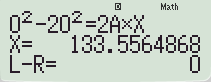 Math
0²-20²=2A×X
X= 133.5564868
L-R= 0